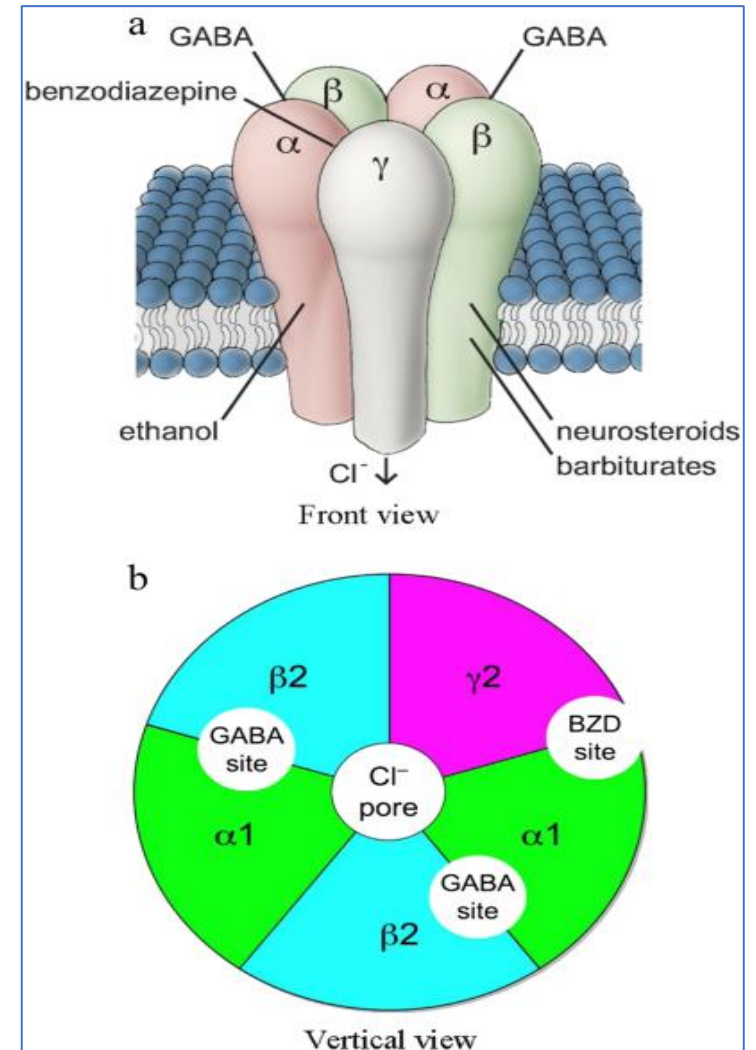 a
GABA
GABA
benzodiazepine
β
α
α
β
γ
ethanol
neurosteroids
barbiturates
Cl⁻ ↓
Front view
b
β2
γ2
GABA
site
BZD
site
Cl⁻
pore
α1
α1
GABA
site
β2
Vertical view